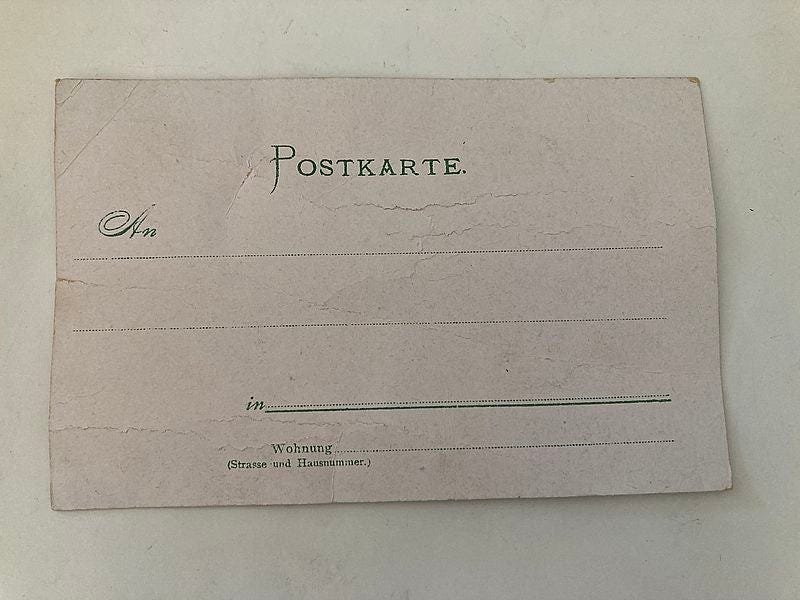 POSTKARTE.
An
in
Wohnung
(Strasse und Hausnummer.)